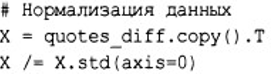 # Нормализация данных
X = quotes_diff.copy().T
X /= X.std(axis=0)